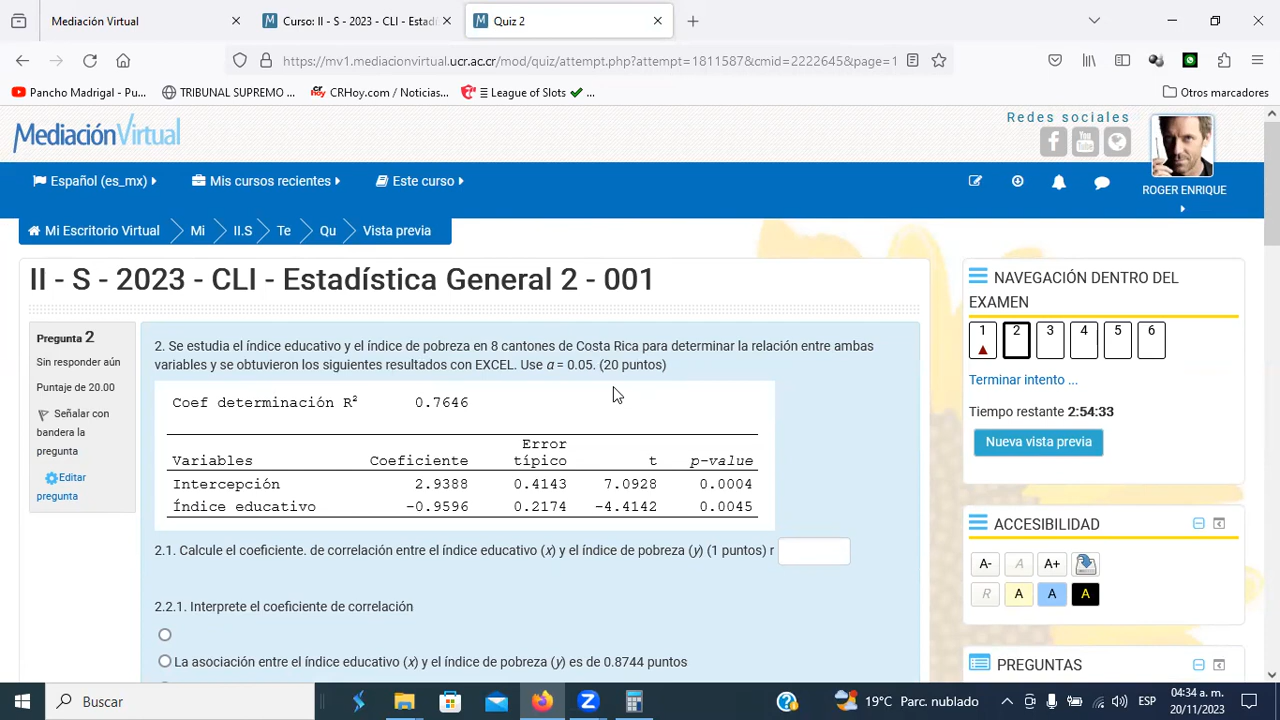 Mediación Virtual
Curso: II - S - 2023 - CLI - Estadí
Quiz 2
https://mv1.mediacionvirtual.ucr.ac.cr/mod/quiz/attempt.php?attempt=1811587&cmid=2222645&page=1
Pancho Madrigal - Pu...
TRIBUNAL SUPREMO ...
CRHoy.com / Noticias...
☰ League of Slots ✔ ...
Otros marcadores
MediaciónVirtual
Redes sociales
ROGER ENRIQUE
Español (es_mx)
Mis cursos recientes
Este curso
Mi Escritorio Virtual
Mi
II.S
Te
Qu
Vista previa
II - S - 2023 - CLI - Estadística General 2 - 001
Pregunta 2
Sin responder aún
Puntaje de 20.00
Señalar con
bandera la
pregunta
Editar
pregunta
2. Se estudia el índice educativo y el índice de pobreza en 8 cantones de Costa Rica para determinar la relación entre ambas
variables y se obtuvieron los siguientes resultados con EXCEL. Use α = 0.05. (20 puntos)
Coef determinación R² 0.7646
Error
Variables Coeficiente típico t p-value
Intercepción 2.9388 0.4143 7.0928 0.0004
Índice educativo -0.9596 0.2174 -4.4142 0.0045
2.1. Calcule el coeficiente. de correlación entre el índice educativo (x) y el índice de pobreza (y) (1 puntos) r
2.2.1. Interprete el coeficiente de correlación
La asociación entre el índice educativo (x) y el índice de pobreza (y) es de 0.8744 puntos
NAVEGACIÓN DENTRO DEL
EXAMEN
1 2 3 4 5 6
Terminar intento ...
Tiempo restante 2:54:33
Nueva vista previa
ACCESIBILIDAD
A- A A+
R A A A
PREGUNTAS
Buscar
19°C Parc. nublado
ESP
04:34 a. m.
20/11/2023